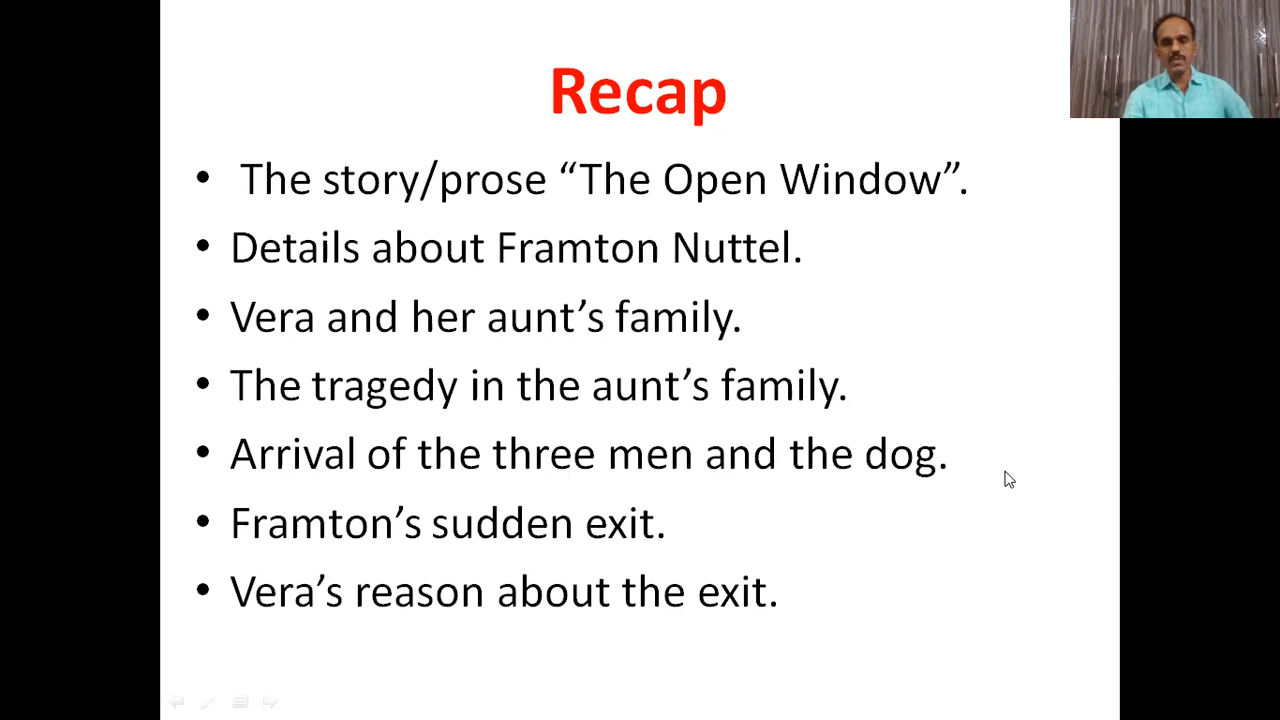 Recap
• The story/prose “The Open Window”.
• Details about Framton Nuttel.
• Vera and her aunt’s family.
• The tragedy in the aunt’s family.
• Arrival of the three men and the dog.
• Framton’s sudden exit.
• Vera’s reason about the exit.